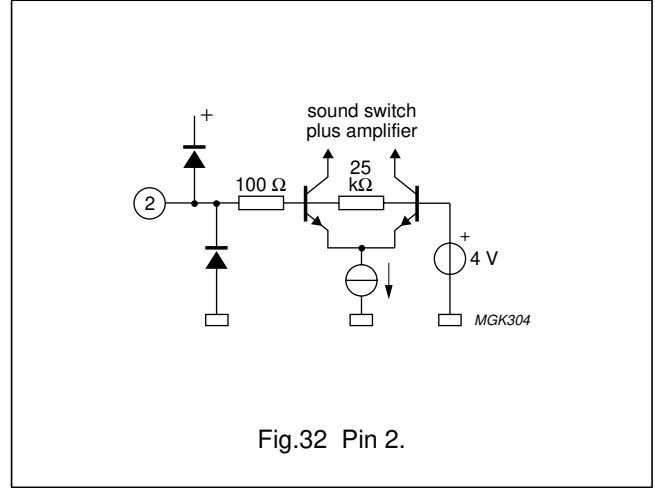 +
sound switch
plus amplifier
25
kΩ
100 Ω
2
+
4 V
MGK304
Fig.32 Pin 2.